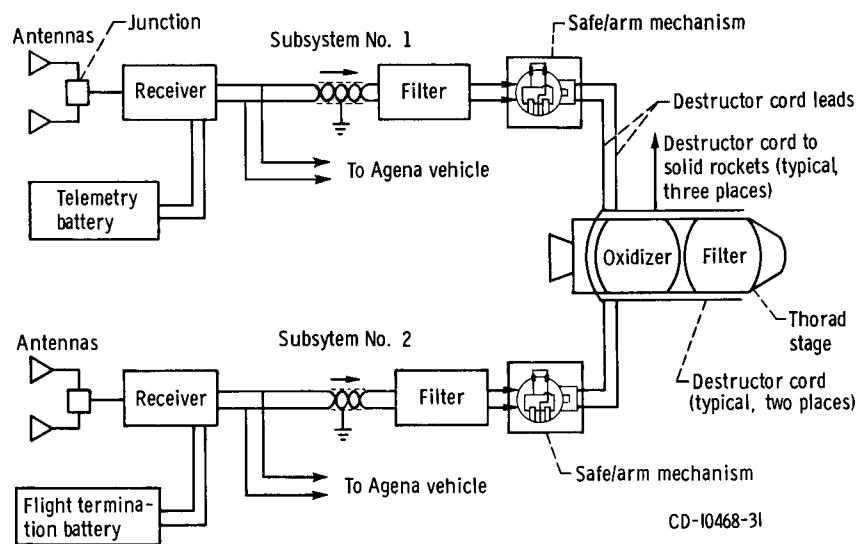 Antennas
Junction
Subsystem No. 1
Safe/arm mechanism
Receiver
Filter
Destructor cord leads
To Agena vehicle
Destructor cord to
solid rockets (typical,
three places)
Telemetry
battery
Oxidizer
Filter
Thorad
stage
Antennas
Subsytem No. 2
Receiver
Filter
Destructor cord
(typical, two places)
To Agena vehicle
Safe/arm mechanism
Flight termina-
tion battery
CD-10468-31